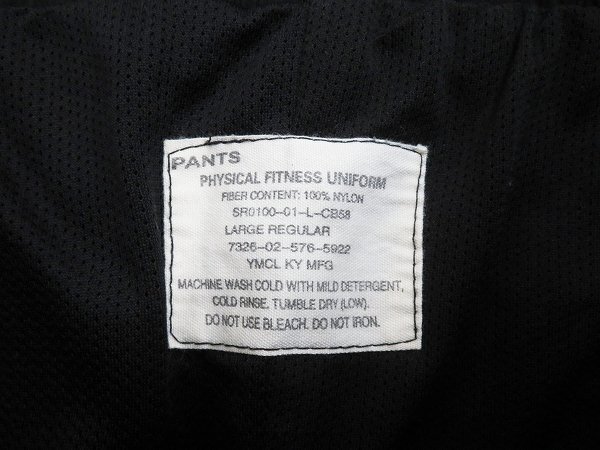 PANTS
PHYSICAL FITNESS UNIFORM
FIBER CONTENT: 100% NYLON
SR0100-01-L-CB58
LARGE REGULAR
7326-02-576-5922
YMCL KY MFG
MACHINE WASH COLD WITH MILD DETERGENT,
COLD RINSE. TUMBLE DRY (LOW).
DO NOT USE BLEACH. DO NOT IRON.